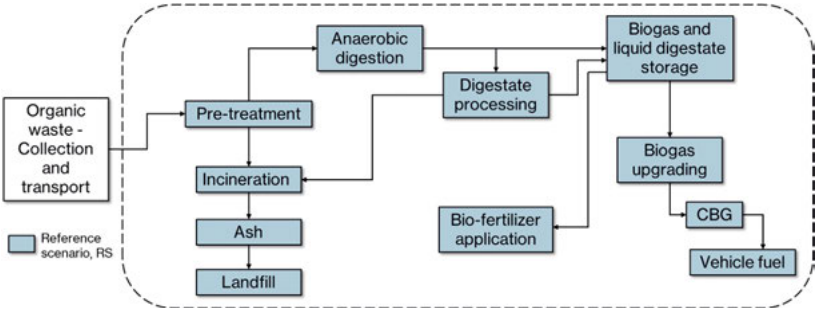 Organic
waste -
Collection
and
transport
Pre-treatment
Anaerobic
digestion
Digestate
processing
Biogas and
liquid digestate
storage
Incineration
Ash
Landfill
Bio-fertilizer
application
Biogas
upgrading
CBG
Vehicle fuel
Reference
scenario, RS